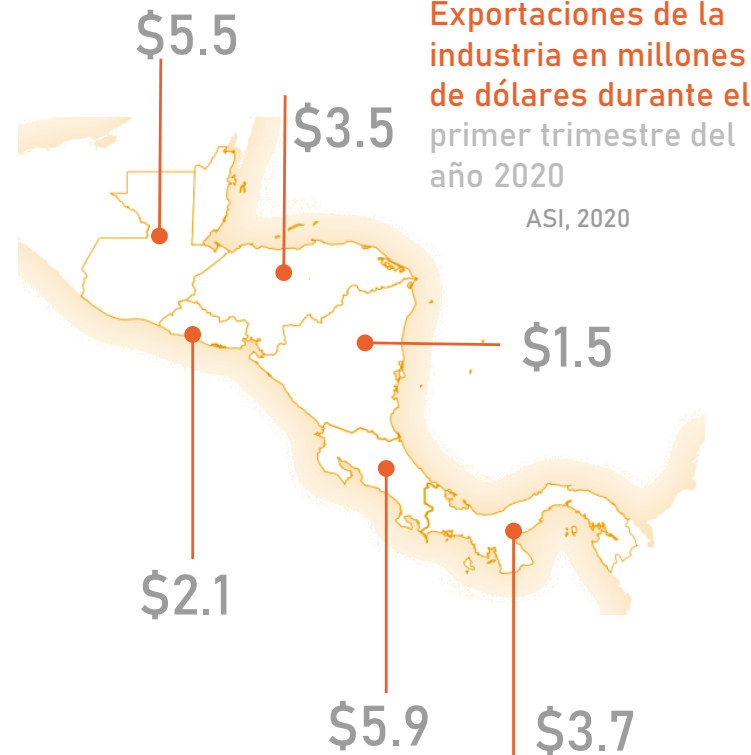 Exportaciones de la
industria en millones
de dólares durante el
primer trimestre del
año 2020
ASI, 2020
$5.5
$3.5
$1.5
$2.1
$5.9
$3.7